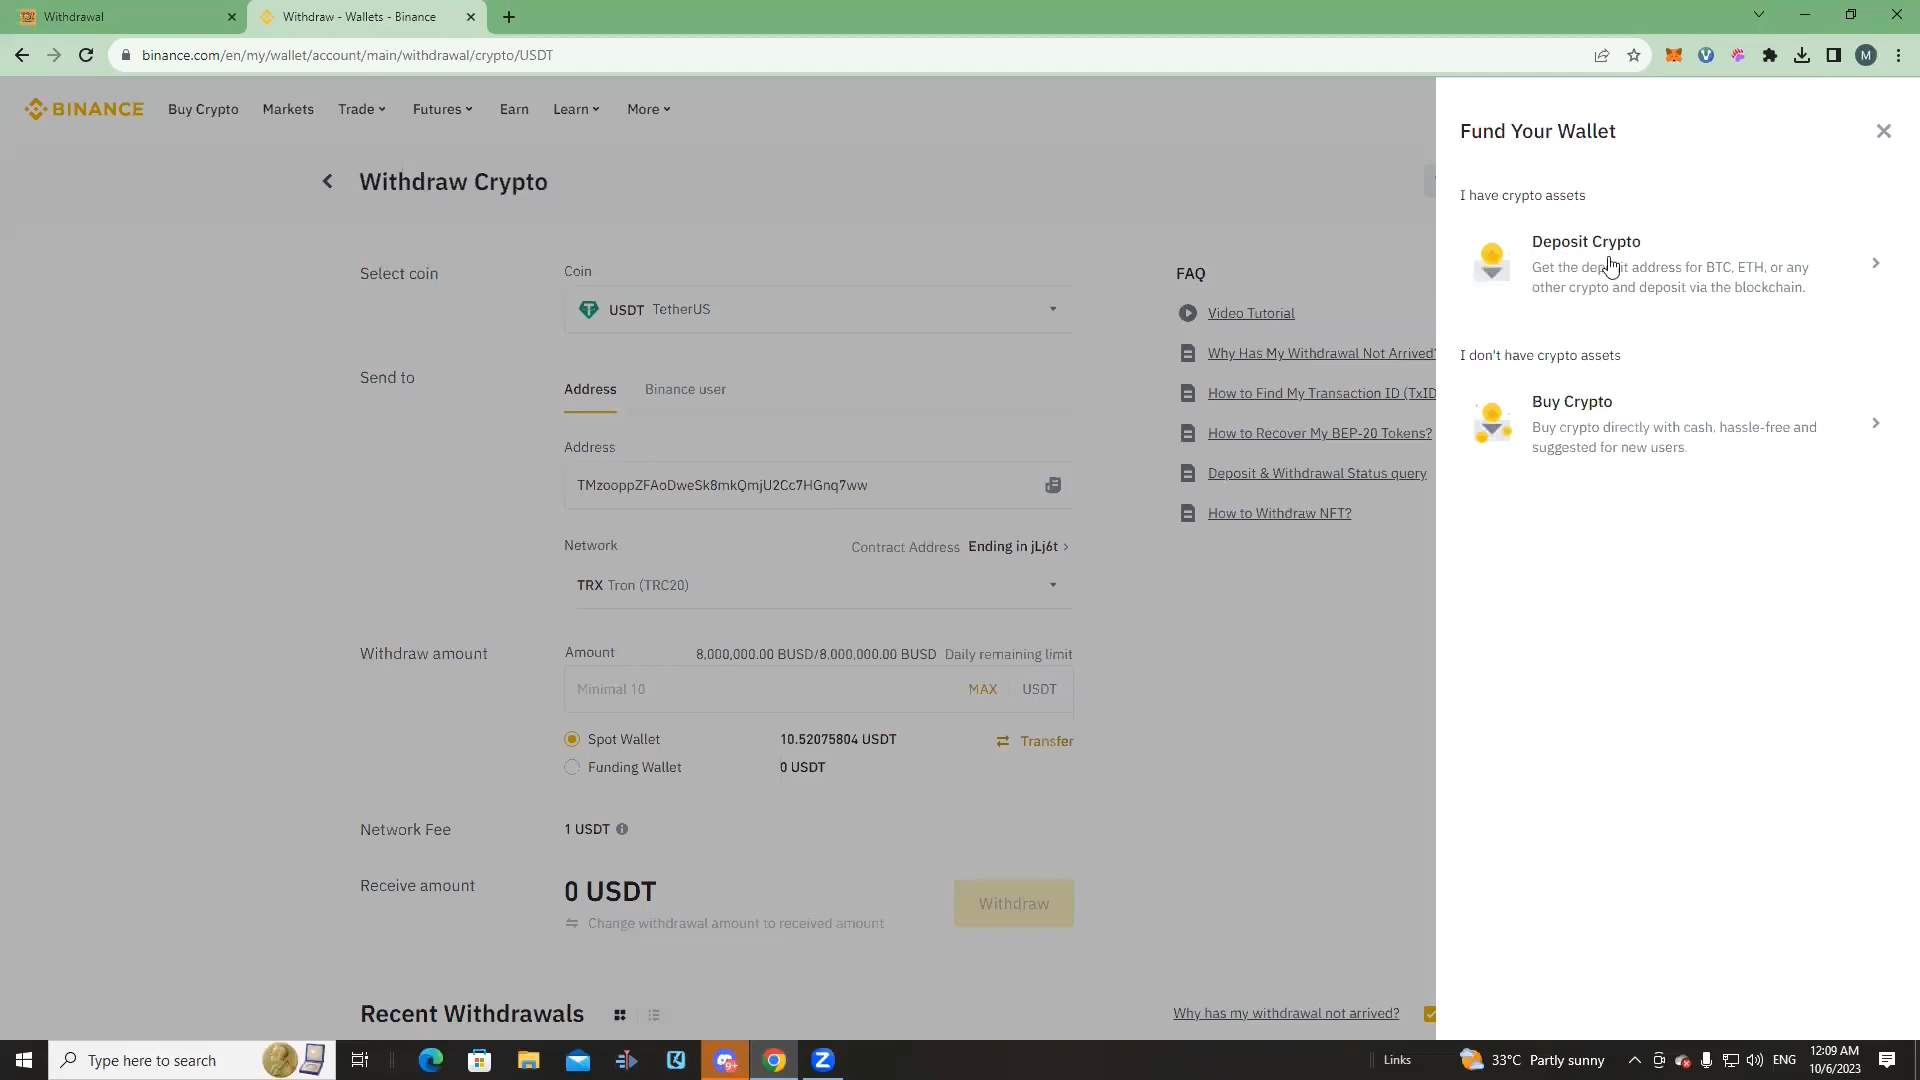 Withdrawal
Withdraw - Wallets - Binance
binance.com/en/my/wallet/account/main/withdrawal/crypto/USDT
M
BINANCE
Buy Crypto
Markets
Trade
Futures
Earn
Learn
More
Withdraw Crypto
Select coin
Coin
USDT TetherUS
Send to
Address
Binance user
Address
TMzooppZFAoDweSk8mkQmjU2Cc7HGnq7ww
Network
Contract Address Ending in jLj6t
TRX Tron (TRC20)
Withdraw amount
Amount
8,000,000.00 BUSD/8,000,000.00 BUSD Daily remaining limit
Minimal 10
MAX
USDT
Spot Wallet
10.52075804 USDT
Transfer
Funding Wallet
0 USDT
Network Fee
1 USDT
Receive amount
0 USDT
Change withdrawal amount to received amount
Withdraw
Recent Withdrawals
Why has my withdrawal not arrived?
FAQ
Video Tutorial
Why Has My Withdrawal Not Arrived?
How to Find My Transaction ID (TxID
How to Recover My BEP-20 Tokens?
Deposit & Withdrawal Status query
How to Withdraw NFT?
Fund Your Wallet
I have crypto assets
Deposit Crypto
Get the deposit address for BTC, ETH, or any
other crypto and deposit via the blockchain.
I don't have crypto assets
Buy Crypto
Buy crypto directly with cash, hassle-free and
suggested for new users.
Type here to search
9+
Z
Links
33°C Partly sunny
ENG
12:09 AM
10/6/2023